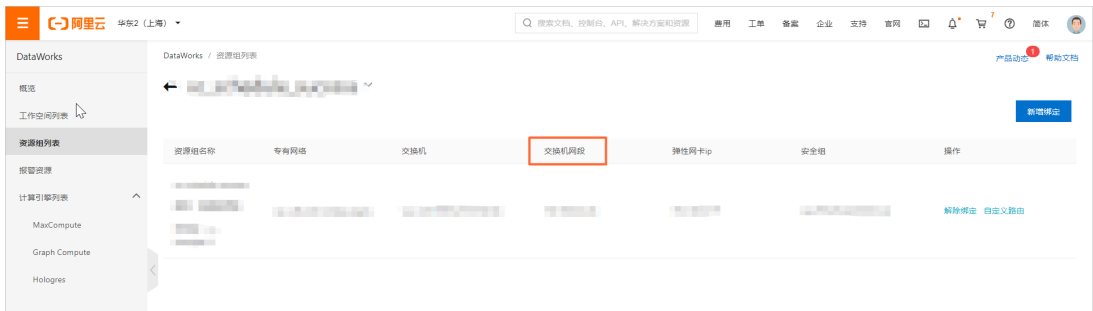 阿里云 华东2（上海） 搜索文档、控制台、API、解决方案和资源 费用 工单 备案 企业 支持 官网 7 简体
DataWorks
DataWorks / 资源组列表
产品动态 1 帮助文档
概览
工作空间列表
新增绑定
资源组列表
资源组名称 专有网络 交换机 交换机网段 弹性网卡ip 安全组 操作
报警资源
计算引擎列表
解除绑定 自定义路由
MaxCompute
Graph Compute
Hologres